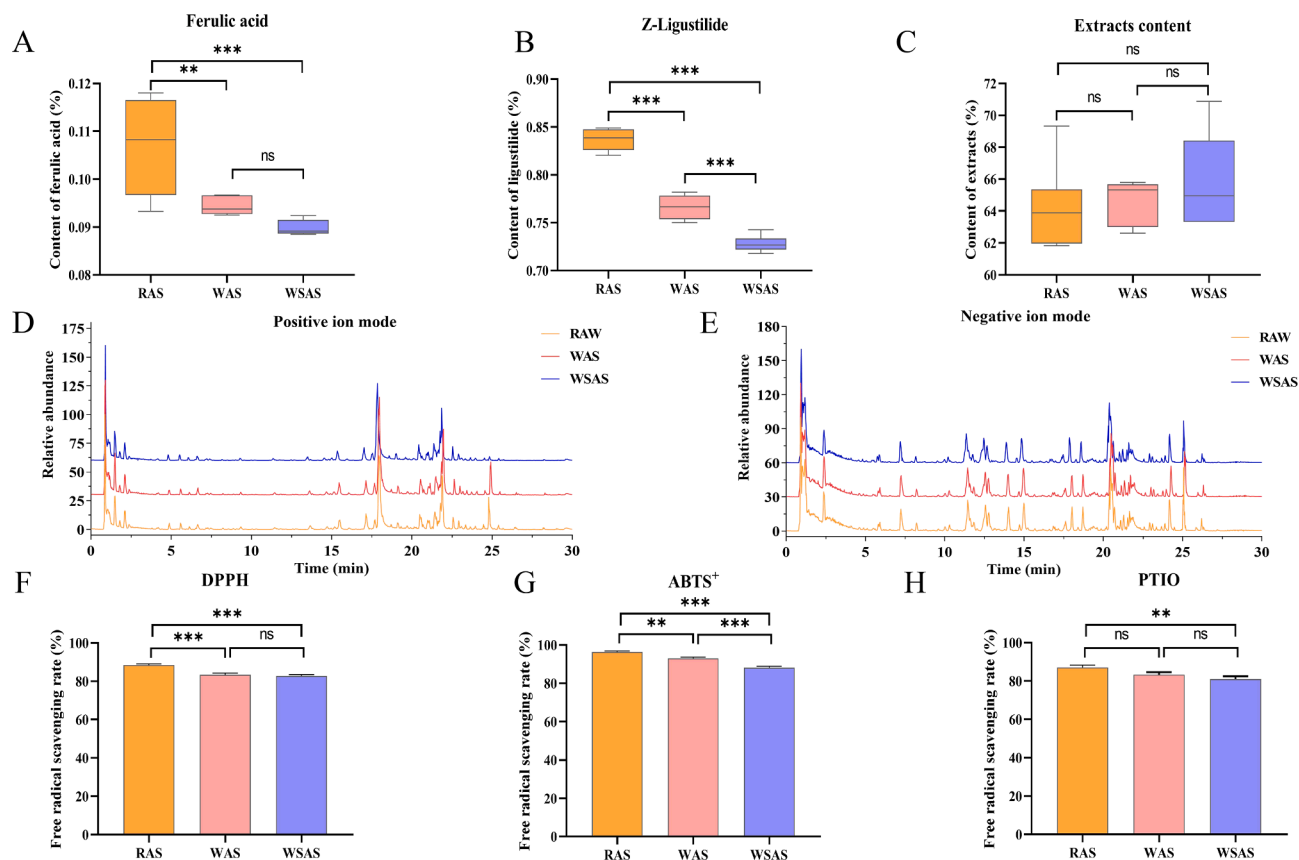 A
Ferulic acid
***
**
ns
Content of ferulic acid (%)
0.12
0.11
0.10
0.09
0.08
RAS
WAS
WSAS
B
Z-Ligustilide
***
***
***
Content of ligustilide (%)
0.90
0.85
0.80
0.75
0.70
RAS
WAS
WSAS
C
Extracts content
ns
ns
ns
Content of extracts (%)
72
70
68
66
64
62
60
RAS
WAS
WSAS
D
Positive ion mode
RAW
WAS
WSAS
Relative abundance
175
150
125
100
75
50
25
0
0
5
10
15
20
25
30
Time (min)
E
Negative ion mode
RAW
WAS
WSAS
Relative abundance
180
150
120
90
60
30
0
0
5
10
15
20
25
30
Time (min)
F
DPPH
***
***
ns
Free radical scavenging rate (%)
100
80
60
40
20
0
RAS
WAS
WSAS
G
ABTS⁺
***
**
***
Free radical scavenging rate (%)
100
80
60
40
20
0
RAS
WAS
WSAS
H
PTIO
**
ns
ns
Free radical scavenging rate (%)
100
80
60
40
20
0
RAS
WAS
WSAS